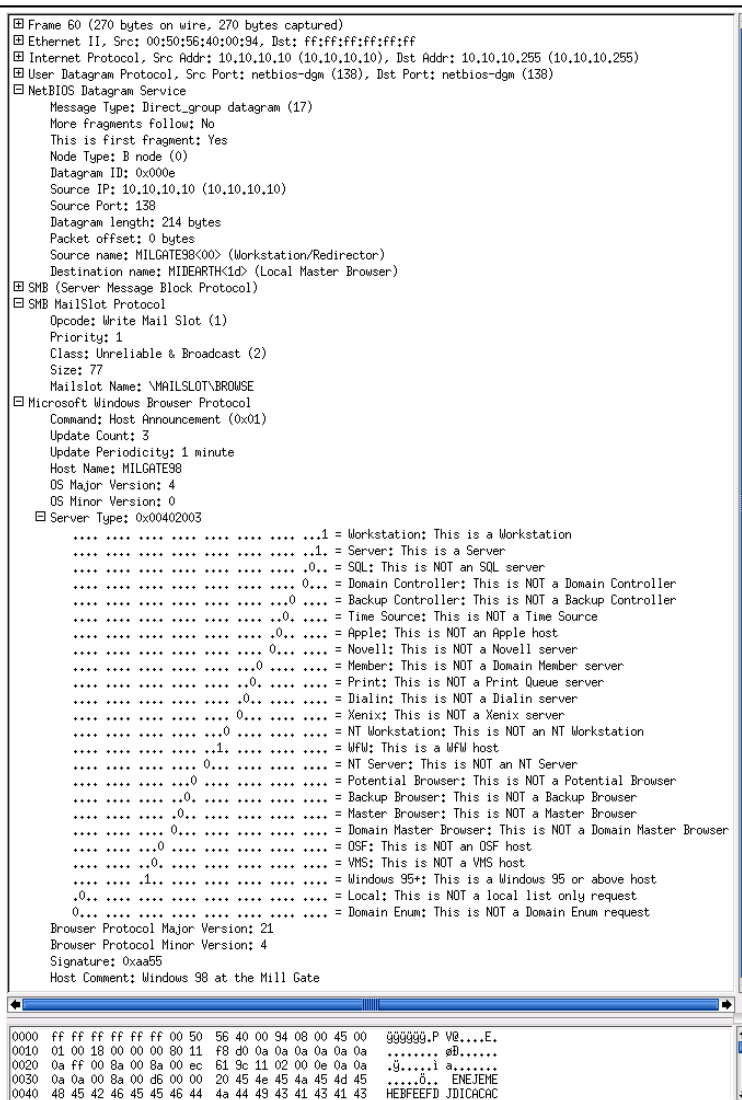 Frame 60 (270 bytes on wire, 270 bytes captured)
Ethernet II, Src: 00:50:56:40:00:94, Dst: ff:ff:ff:ff:ff:ff
Internet Protocol, Src Addr: 10.10.10.10 (10.10.10.10), Dst Addr: 10.10.10.255 (10.10.10.255)
User Datagram Protocol, Src Port: netbios-dgm (138), Dst Port: netbios-dgm (138)
NetBIOS Datagram Service
Message Type: Direct_group datagram (17)
More fragments follow: No
This is first fragment: Yes
Node Type: B node (0)
Datagram ID: 0x000e
Source IP: 10.10.10.10 (10.10.10.10)
Source Port: 138
Datagram length: 214 bytes
Packet offset: 0 bytes
Source name: MILGATE98<00> (Workstation/Redirector)
Destination name: MIDEARTH<1d> (Local Master Browser)
SMB (Server Message Block Protocol)
SMB MailSlot Protocol
Opcode: Write Mail Slot (1)
Priority: 1
Class: Unreliable & Broadcast (2)
Size: 77
Mailslot Name: \MAILSLOT\BROWSE
Microsoft Windows Browser Protocol
Command: Host Announcement (0x01)
Update Count: 3
Update Periodicity: 1 minute
Host Name: MILGATE98
OS Major Version: 4
OS Minor Version: 0
Server Type: 0x00402003
.... .... .... .... .... .... .... ...1 = Workstation: This is a Workstation
.... .... .... .... .... .... .... ..1. = Server: This is a Server
.... .... .... .... .... .... .... .0.. = SQL: This is NOT an SQL server
.... .... .... .... .... .... .... 0... = Domain Controller: This is NOT a Domain Controller
.... .... .... .... .... .... ...0 .... = Backup Controller: This is NOT a Backup Controller
.... .... .... .... .... .... ..0. .... = Time Source: This is NOT a Time Source
.... .... .... .... .... .... .0.. .... = Apple: This is NOT an Apple host
.... .... .... .... .... .... 0... .... = Novell: This is NOT a Novell server
.... .... .... .... .... ...0 .... .... = Member: This is NOT a Domain Member server
.... .... .... .... .... ..0. .... .... = Print: This is NOT a Print Queue server
.... .... .... .... .... .0.. .... .... = Dialin: This is NOT a Dialin server
.... .... .... .... .... 0... .... .... = Xenix: This is NOT a Xenix server
.... .... .... .... ...0 .... .... .... = NT Workstation: This is NOT an NT Workstation
.... .... .... .... ..1. .... .... .... = WfW: This is a WfW host
.... .... .... .... 0... .... .... .... = NT Server: This is NOT an NT Server
.... .... .... ...0 .... .... .... .... = Potential Browser: This is NOT a Potential Browser
.... .... .... ..0. .... .... .... .... = Backup Browser: This is NOT a Backup Browser
.... .... .... .0.. .... .... .... .... = Master Browser: This is NOT a Master Browser
.... .... .... 0... .... .... .... .... = Domain Master Browser: This is NOT a Domain Master Browser
.... .... ...0 .... .... .... .... .... = OSF: This is NOT an OSF host
.... .... ..0. .... .... .... .... .... = VMS: This is NOT a VMS host
.... .... .1.. .... .... .... .... .... = Windows 95+: This is a Windows 95 or above host
.0.. .... .... .... .... .... .... .... = Local: This is NOT a local list only request
0... .... .... .... .... .... .... .... = Domain Enum: This is NOT a Domain Enum request
Browser Protocol Major Version: 21
Browser Protocol Minor Version: 4
Signature: 0xaa55
Host Comment: Windows 98 at the Mill Gate
0000 ff ff ff ff ff ff 00 50 56 40 00 94 08 00 45 00 ÿÿÿÿÿÿ.P V@....E.
0010 01 00 18 00 00 00 80 11 f8 d0 0a 0a 0a 0a 0a 0a ........ øÐ......
0020 0a ff 00 8a 00 8a 00 ec 61 9c 11 02 00 0e 0a 0a .ÿ.....ì a.......
0030 0a 0a 00 8a 00 d6 00 00 20 45 4e 45 4a 45 4d 45 .....Ö.. ENEJEME
0040 48 45 42 46 45 45 46 44 4a 44 49 43 41 43 41 43 HEBFEEFD JDICACAC